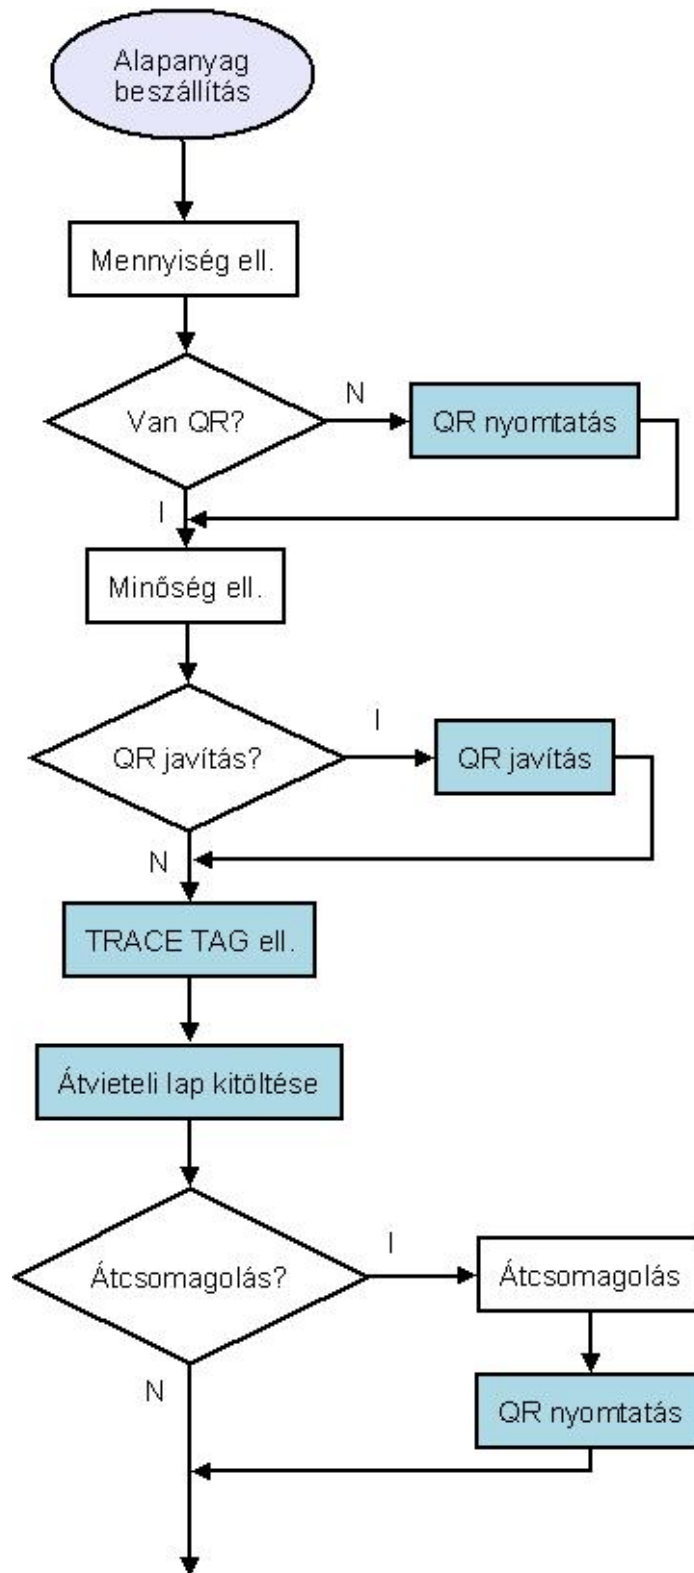 Alapanyag
beszállítás
Mennyiség ell.
Van QR?
N
QR nyomtatás
I
Minőség ell.
QR javítás?
I
QR javítás
N
TRACE TAG ell.
Átvieteli lap kitöltése
Átcsomagolás?
I
Átcsomagolás
N
QR nyomtatás